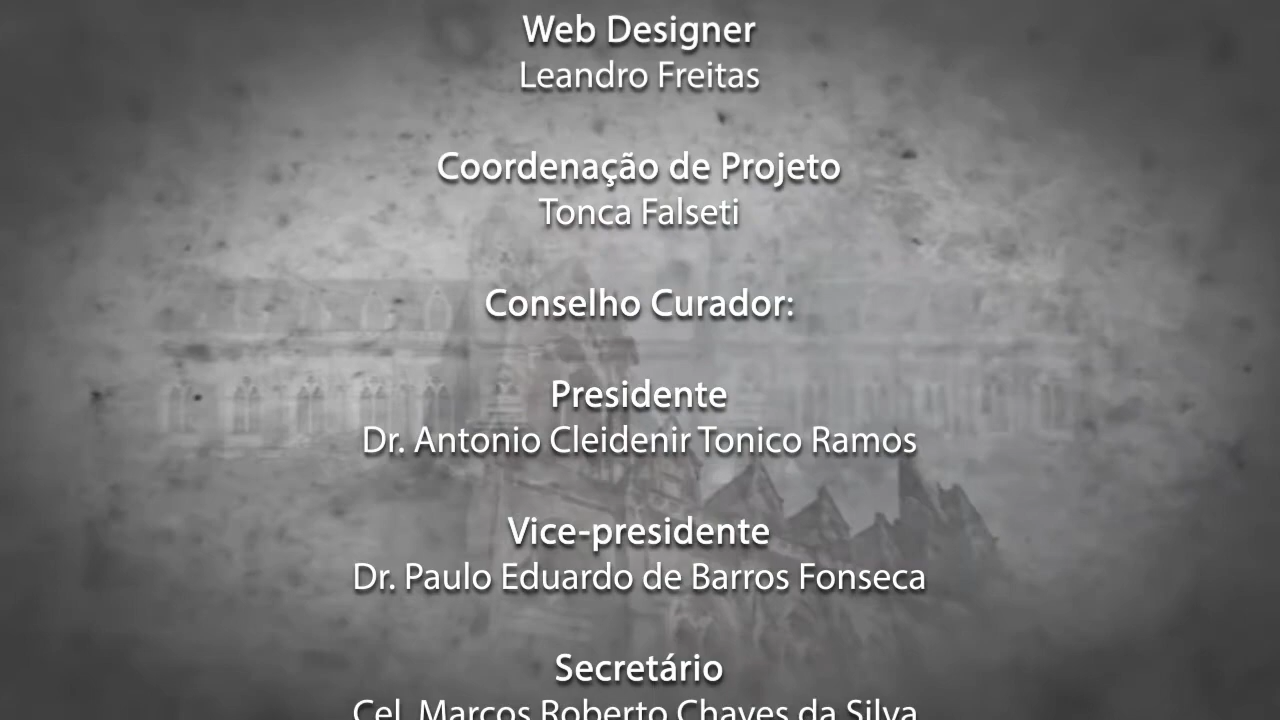 Web Designer
Leandro Freitas
Coordenação de Projeto
Tonca Falseti
Conselho Curador:
Presidente
Dr. Antonio Cleidenir Tonico Ramos
Vice-presidente
Dr. Paulo Eduardo de Barros Fonseca
Secretário
Cel. Marcos Roberto Chaves da Silva